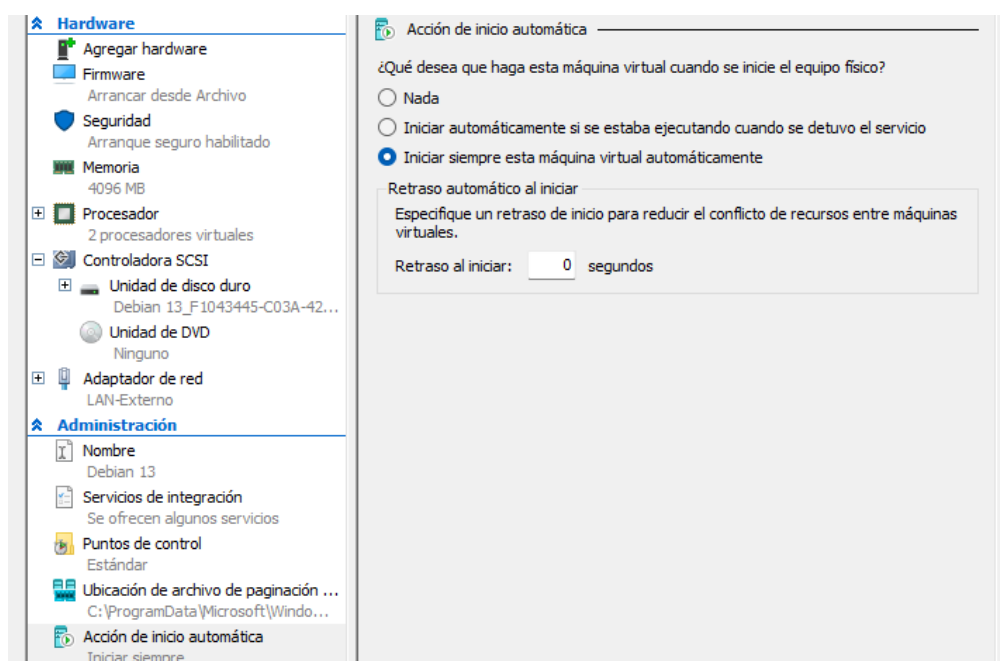 Hardware
Agregar hardware
Firmware
Arrancar desde Archivo
Seguridad
Arranque seguro habilitado
Memoria
4096 MB
Procesador
2 procesadores virtuales
Controladora SCSI
Unidad de disco duro
Debian 13_F1043445-C03A-42...
Unidad de DVD
Ninguno
Adaptador de red
LAN-Externo
Administración
Nombre
Debian 13
Servicios de integración
Se ofrecen algunos servicios
Puntos de control
Estándar
Ubicación de archivo de paginación ...
C:\ProgramData\Microsoft\Windo...
Acción de inicio automática
Iniciar siempre
Acción de inicio automática
¿Qué desea que haga esta máquina virtual cuando se inicie el equipo físico?
Nada
Iniciar automáticamente si se estaba ejecutando cuando se detuvo el servicio
Iniciar siempre esta máquina virtual automáticamente
Retraso automático al iniciar
Especifique un retraso de inicio para reducir el conflicto de recursos entre máquinas
virtuales.
Retraso al iniciar: 0 segundos